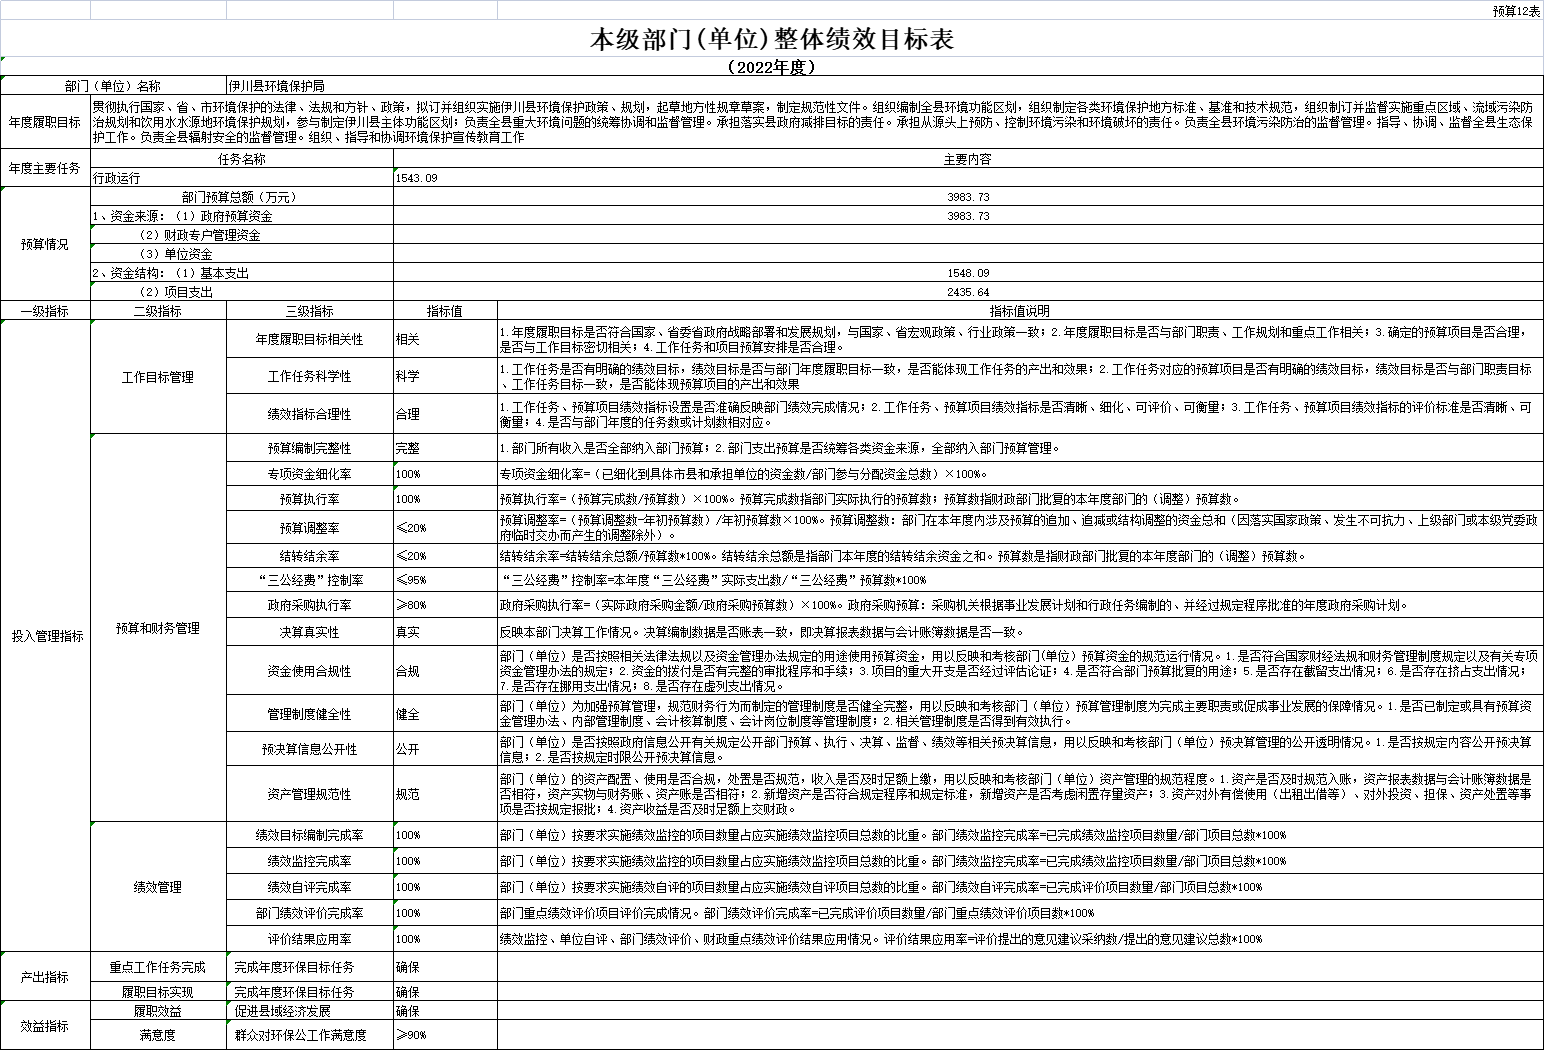 预算12表
本级部门(单位)整体绩效目标表
（2022年度）
部门（单位）名称 伊川县环境保护局
年度履职目标
贯彻执行国家、省、市环境保护的法律、法规和方针、政策，拟订并组织实施伊川县环境保护政策、规划，起草地方性规章草案，制定规范性文件。组织编制全县环境功能区划，组织制定各类环境保护地方标准、基准和技术规范，组织制订并监督实施重点区域、流域污染防
治规划和饮用水水源地环境保护规划，参与制定伊川县主体功能区划；负责全县重大环境问题的统筹协调和监督管理。承担落实县政府减排目标的责任。承担从源头上预防、控制环境污染和环境破坏的责任。负责全县环境污染防治的监督管理。指导、协调、监督全县生态保
护工作。负责全县辐射安全的监督管理。组织、指导和协调环境保护宣传教育工作
年度主要任务
任务名称 主要内容
行政运行 1543.09
预算情况
部门预算总额（万元） 3983.73
1、资金来源：（1）政府预算资金 3983.73
（2）财政专户管理资金
（3）单位资金
2、资金结构：（1）基本支出 1548.09
（2）项目支出 2435.64
一级指标 二级指标 三级指标 指标值 指标值说明
投入管理指标
工作目标管理
年度履职目标相关性 相关
1.年度履职目标是否符合国家、省委省政府战略部署和发展规划，与国家、省宏观政策、行业政策一致；2.年度履职目标是否与部门职责、工作规划和重点工作相关；3.确定的预算项目是否合理，
是否与工作目标密切相关；4.工作任务和项目预算安排是否合理。
工作任务科学性 科学
1.工作任务是否有明确的绩效目标，绩效目标是否与部门年度履职目标一致，是否能体现工作任务的产出和效果；2.工作任务对应的预算项目是否有明确的绩效目标，绩效目标是否与部门职责目标
、工作任务目标一致，是否能体现预算项目的产出和效果
绩效指标合理性 合理
1.工作任务、预算项目绩效指标设置是否准确反映部门绩效完成情况；2.工作任务、预算项目绩效指标是否清晰、细化、可评价、可衡量；3.工作任务、预算项目绩效指标的评价标准是否清晰、可
衡量；4.是否与部门年度的任务数或计划数相对应。
预算和财务管理
预算编制完整性 完整 1.部门所有收入是否全部纳入部门预算；2.部门支出预算是否统筹各类资金来源，全部纳入部门预算管理。
专项资金细化率 100% 专项资金细化率=（已细化到具体市县和承担单位的资金数/部门参与分配资金总数）×100%。
预算执行率 100% 预算执行率=（预算完成数/预算数）×100%。预算完成数指部门实际执行的预算数；预算数指财政部门批复的本年度部门的（调整）预算数。
预算调整率 ≤20%
预算调整率=（预算调整数-年初预算数）/年初预算数×100%。预算调整数：部门在本年度内涉及预算的追加、追减或结构调整的资金总和（因落实国家政策、发生不可抗力、上级部门或本级党委政
府临时交办而产生的调整除外）。
结转结余率 ≤20% 结转结余率=结转结余总额/预算数*100%。结转结余总额是指部门本年度的结转结余资金之和。预算数是指财政部门批复的本年度部门的（调整）预算数。
“三公经费”控制率 ≤95% “三公经费”控制率=本年度“三公经费”实际支出数/“三公经费”预算数*100%
政府采购执行率 ≥80% 政府采购执行率=（实际政府采购金额/政府采购预算数）×100%。政府采购预算：采购机关根据事业发展计划和行政任务编制的、并经过规定程序批准的年度政府采购计划。
决算真实性 真实 反映本部门决算工作情况。决算编制数据是否账表一致，即决算报表数据与会计账簿数据是否一致。
资金使用合规性 合规
部门（单位）是否按照相关法律法规以及资金管理办法规定的用途使用预算资金，用以反映和考核部门(单位）预算资金的规范运行情况。1.是否符合国家财经法规和财务管理制度规定以及有关专项
资金管理办法的规定；2.资金的拨付是否有完整的审批程序和手续；3.项目的重大开支是否经过评估论证；4.是否符合部门预算批复的用途；5.是否存在截留支出情况；6.是否存在挤占支出情况；
7.是否存在挪用支出情况；8.是否存在虚列支出情况。
管理制度健全性 健全
部门（单位）为加强预算管理，规范财务行为而制定的管理制度是否健全完整，用以反映和考核部门（单位）预算管理制度为完成主要职责或促成事业发展的保障情况。1.是否已制定或具有预算资
金管理办法、内部管理制度、会计核算制度、会计岗位制度等管理制度；2.相关管理制度是否得到有效执行。
预决算信息公开性 公开
部门（单位）是否按照政府信息公开有关规定公开部门预算、执行、决算、监督、绩效等相关预决算信息，用以反映和考核部门（单位）预决算管理的公开透明情况。1.是否按规定内容公开预决算
信息；2.是否按规定时限公开预决算信息。
资产管理规范性 规范
部门（单位）的资产配置、使用是否合规，处置是否规范，收入是否及时足额上缴，用以反映和考核部门（单位）资产管理的规范程度。1.资产是否及时规范入账，资产报表数据与会计账簿数据是
否相符，资产实物与财务账、资产账是否相符；2.新增资产是否符合规定程序和规定标准，新增资产是否考虑闲置存量资产；3.资产对外有偿使用（出租出借等）、对外投资、担保、资产处置等事
项是否按规定报批；4.资产收益是否及时足额上交财政。
绩效管理
绩效目标编制完成率 100% 部门（单位）按要求实施绩效监控的项目数量占应实施绩效监控项目总数的比重。部门绩效监控完成率=已完成绩效监控项目数量/部门项目总数*100%
绩效监控完成率 100% 部门（单位）按要求实施绩效监控的项目数量占应实施绩效监控项目总数的比重。部门绩效监控完成率=已完成绩效监控项目数量/部门项目总数*100%
绩效自评完成率 100% 部门（单位）按要求实施绩效自评的项目数量占应实施绩效自评项目总数的比重。部门绩效自评完成率=已完成评价项目数量/部门项目总数*100%
部门绩效评价完成率 100% 部门重点绩效评价项目评价完成情况。部门绩效评价完成率=已完成评价项目数量/部门重点绩效评价项目数*100%
评价结果应用率 100% 绩效监控、单位自评、部门绩效评价、财政重点绩效评价结果应用情况。评价结果应用率=评价提出的意见建议采纳数/提出的意见建议总数*100%
产出指标
重点工作任务完成 完成年度环保目标任务 确保
履职目标实现 完成年度环保目标任务 确保
效益指标
履职效益 促进县域经济发展 确保
满意度 群众对环保公工作满意度 ≥90%